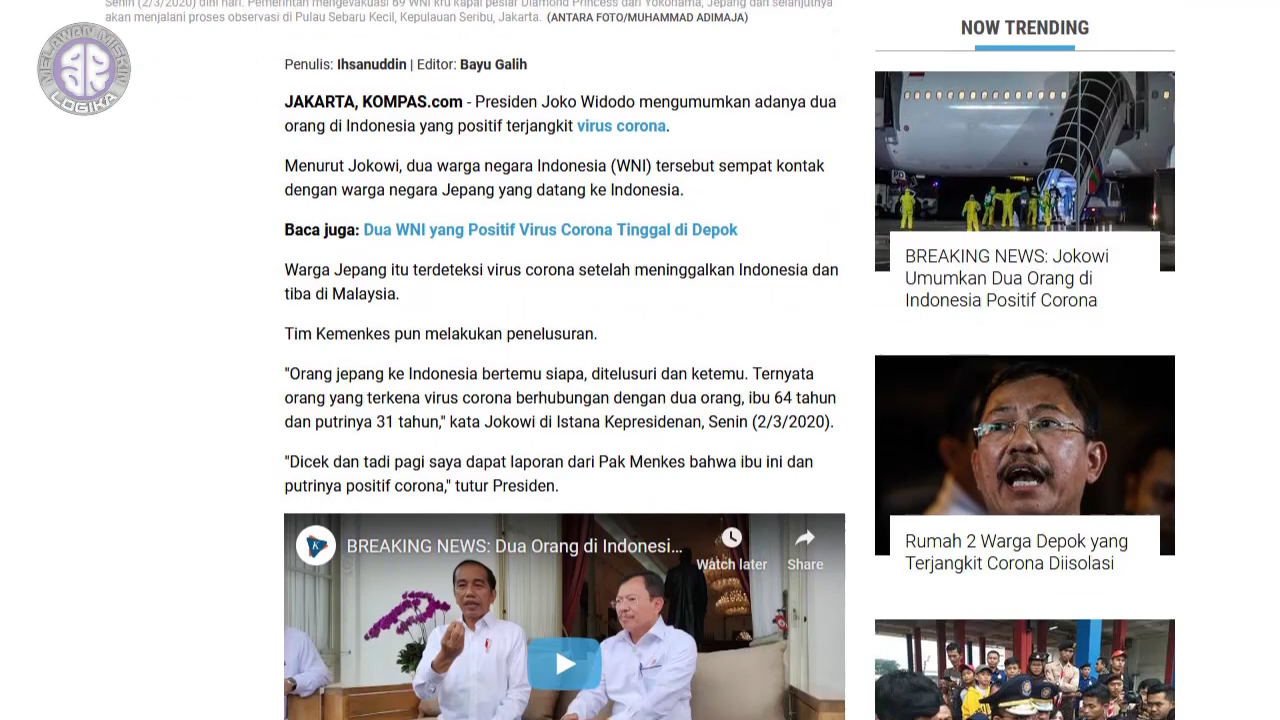 Senin (2/3/2020) dini hari. Pemerintah mengevakuasi 69 WNI kru kapal pesiar Diamond Princess dari Yokohama, Jepang dan selanjutnya
akan menjalani proses observasi di Pulau Sebaru Kecil, Kepulauan Seribu, Jakarta. (ANTARA FOTO/MUHAMMAD ADIMAJA)
MELAWAN MISKIN
LOGIKA
Penulis: Ihsanuddin | Editor: Bayu Galih
JAKARTA, KOMPAS.com - Presiden Joko Widodo mengumumkan adanya dua
orang di Indonesia yang positif terjangkit virus corona.
Menurut Jokowi, dua warga negara Indonesia (WNI) tersebut sempat kontak
dengan warga negara Jepang yang datang ke Indonesia.
Baca juga: Dua WNI yang Positif Virus Corona Tinggal di Depok
Warga Jepang itu terdeteksi virus corona setelah meninggalkan Indonesia dan
tiba di Malaysia.
Tim Kemenkes pun melakukan penelusuran.
"Orang jepang ke Indonesia bertemu siapa, ditelusuri dan ketemu. Ternyata
orang yang terkena virus corona berhubungan dengan dua orang, ibu 64 tahun
dan putrinya 31 tahun," kata Jokowi di Istana Kepresidenan, Senin (2/3/2020).
"Dicek dan tadi pagi saya dapat laporan dari Pak Menkes bahwa ibu ini dan
putrinya positif corona," tutur Presiden.
K
BREAKING NEWS: Dua Orang di Indonesi...
Watch later
Share
NOW TRENDING
BREAKING NEWS: Jokowi
Umumkan Dua Orang di
Indonesia Positif Corona
Rumah 2 Warga Depok yang
Terjangkit Corona Diisolasi